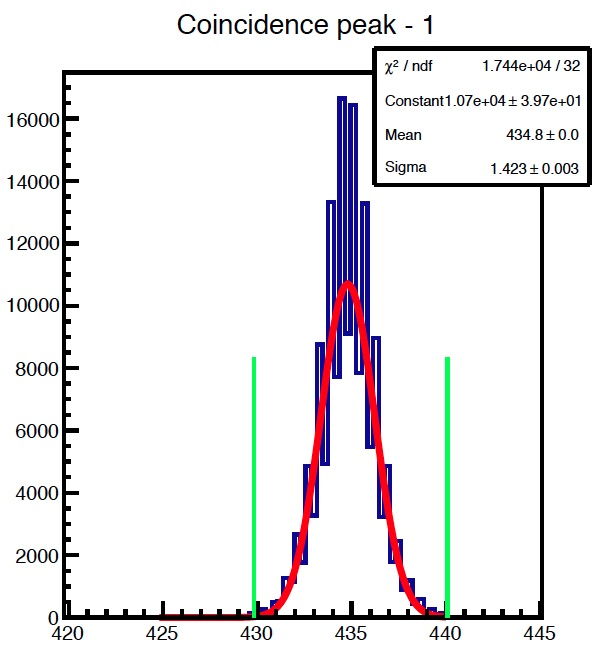 Coincidence peak - 1
χ² / ndf 1.744e+04 / 32
Constant1.07e+04 ± 3.97e+01
Mean 434.8 ± 0.0
Sigma 1.423 ± 0.003
16000
14000
12000
10000
8000
6000
4000
2000
0
420 425 430 435 440 445